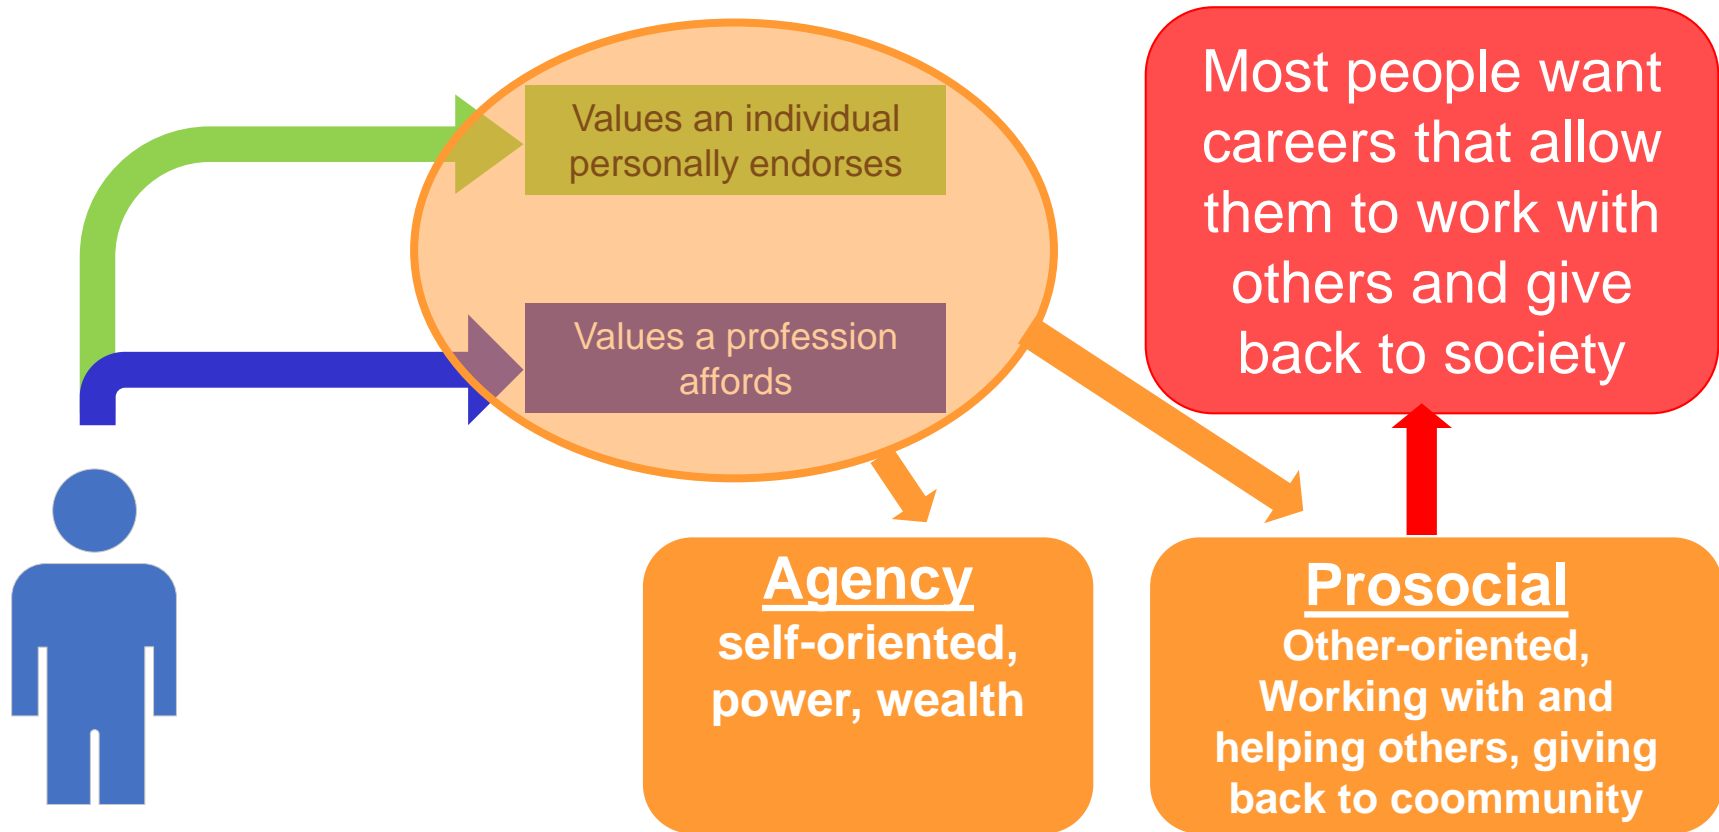 Values an individual
personally endorses
Values a profession
affords
Most people want
careers that allow
them to work with
others and give
back to society
Agency
self-oriented,
power, wealth
Prosocial
Other-oriented,
Working with and
helping others, giving
back to coommunity